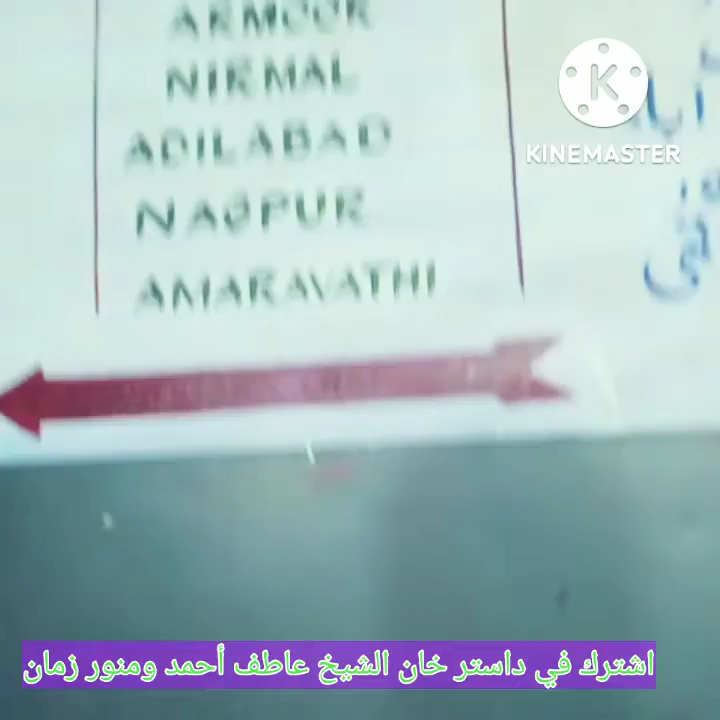 ARMOOR
NIRMAL
ADILABAD
NAGPUR
AMARAVATHI
KINEMASTER
اشترك في داستر خان الشيخ عاطف أحمد ومنور زمان